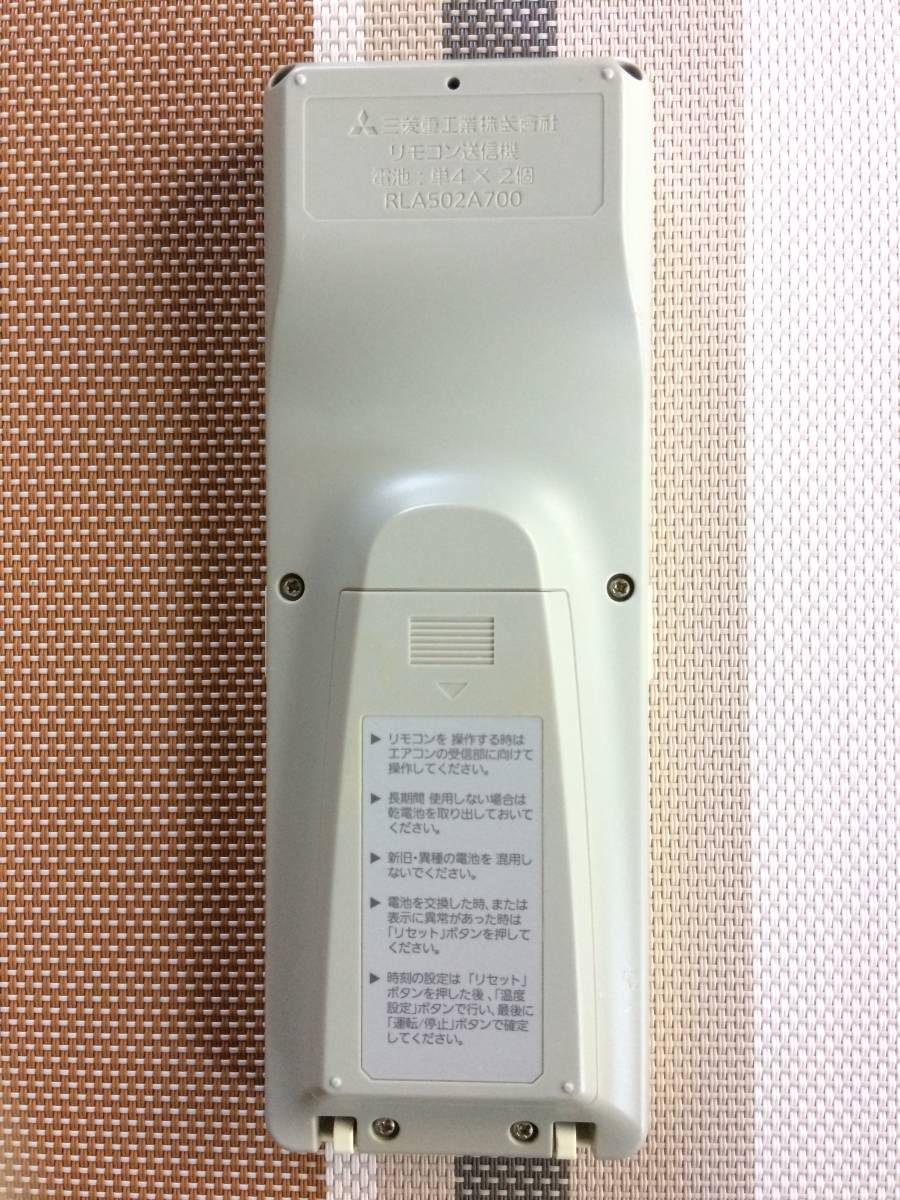 三菱重工業株式會社
リモコン送信機
電池：単4×2個
RLA502A700
▶ リモコンを 操作する時は
エアコンの受信部に向けて
操作してください。
▶ 長期間 使用しない場合は
乾電池を取り出しておいて
ください。
▶ 新旧・異種の電池を 混用し
ないでください。
▶ 電池を交換した時、または
表示に異常があった時は
「リセット」ボタンを押して
ください。
▶ 時刻の設定は 「リセット」
ボタンを押した後、「温度
設定」ボタンで行い、最後に
「運転/停止」ボタンで確定
してください。